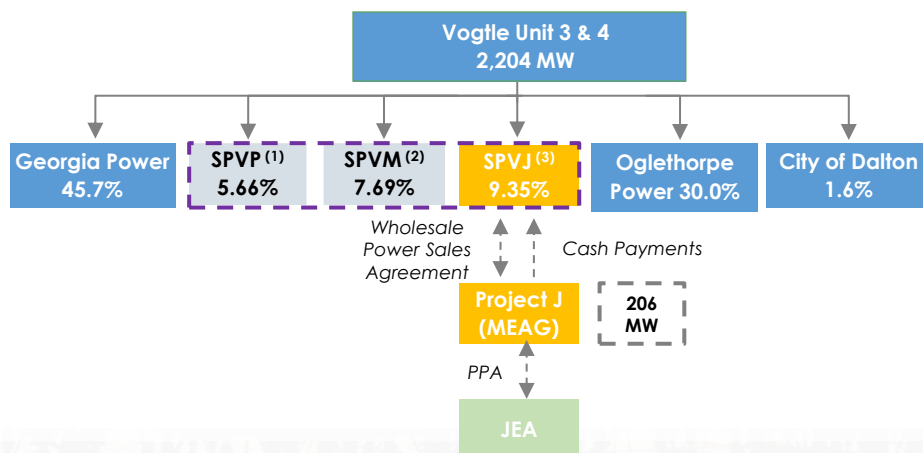 Vogtle Unit 3 & 4
2,204 MW
Georgia Power
45.7%
SPVP (1)
5.66%
SPVM (2)
7.69%
SPVJ (3)
9.35%
Oglethorpe
Power 30.0%
City of Dalton
1.6%
Wholesale
Power Sales
Agreement
Cash Payments
Project J
(MEAG)
206
MW
PPA
JEA